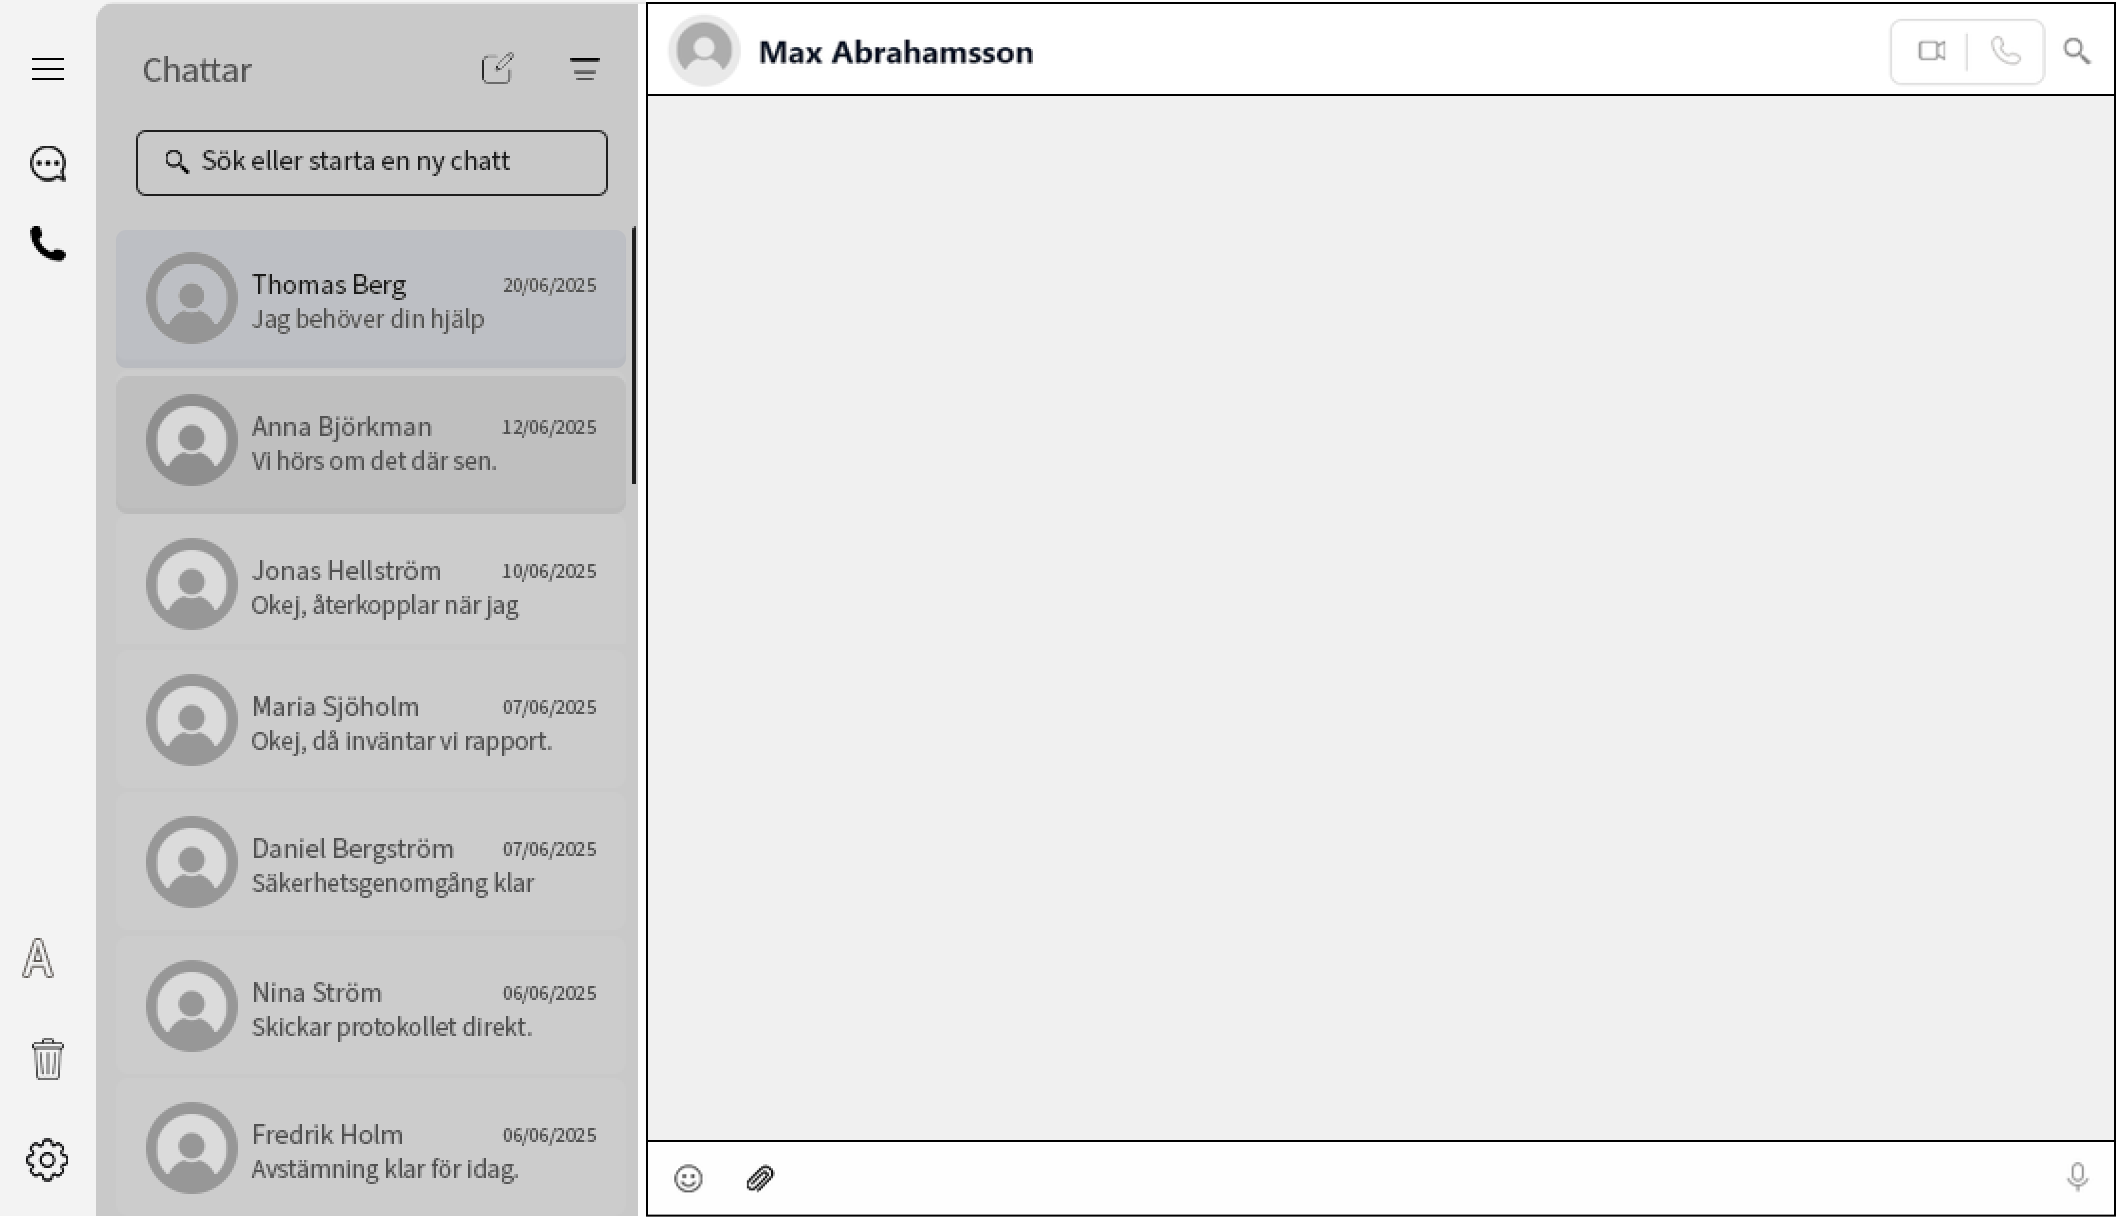 Chattar
Sök eller starta en ny chatt
Thomas Berg 20/06/2025
Jag behöver din hjälp
Anna Björkman 12/06/2025
Vi hörs om det där sen.
Jonas Hellström 10/06/2025
Okej, återkopplar när jag
Maria Sjöholm 07/06/2025
Okej, då inväntar vi rapport.
Daniel Bergström 07/06/2025
Säkerhetsgenomgång klar
Nina Ström 06/06/2025
Skickar protokollet direkt.
Fredrik Holm 06/06/2025
Avstämning klar för idag.
A
Max Abrahamsson